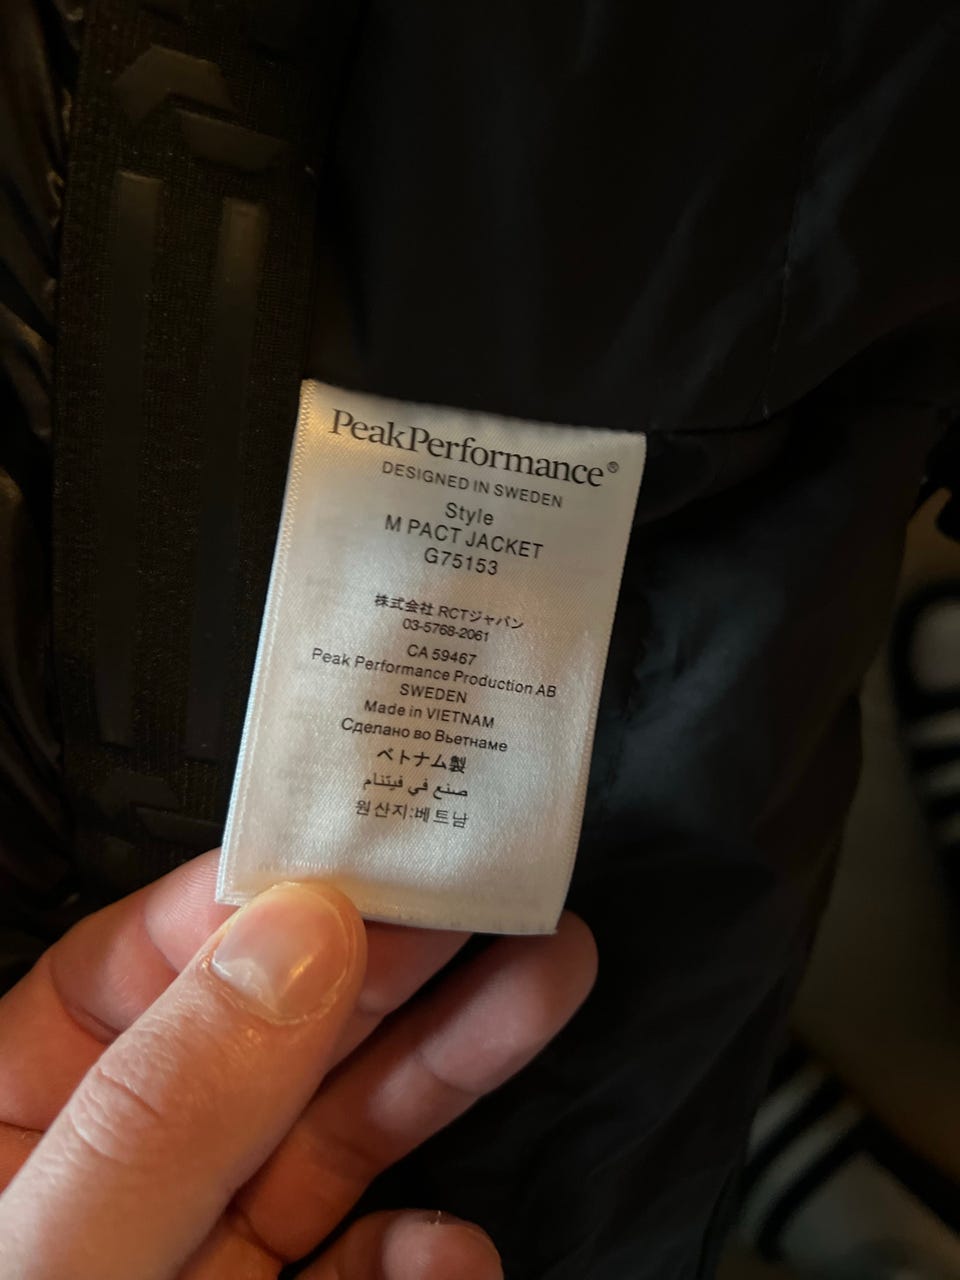 PeakPerformance®
DESIGNED IN SWEDEN
Style
M PACT JACKET
G75153
株式会社 RCTジャパン
03-5768-2061
CA 59467
Peak Performance Production AB
SWEDEN
Made in VIETNAM
Сделано во Вьетнаме
ベトナム製
صنع في فيتنام
원산지:베트남